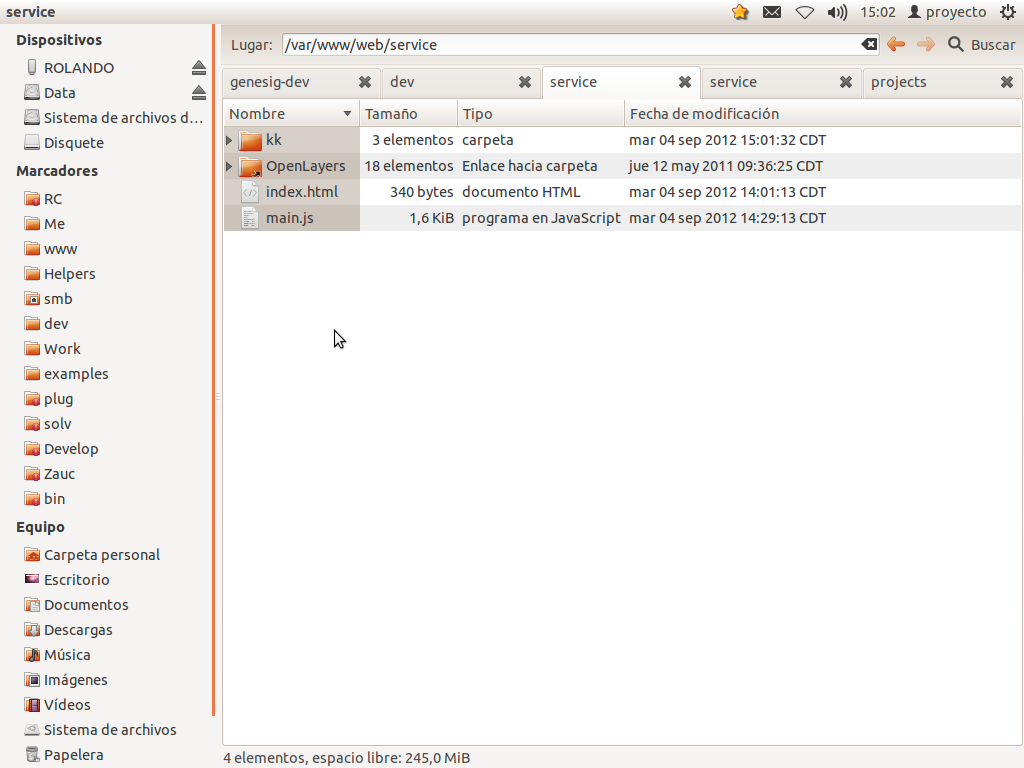 service
15:02 proyecto
Dispositivos
ROLANDO
Data
Sistema de archivos d...
Disquete
Marcadores
RC
Me
www
Helpers
smb
dev
Work
examples
plug
solv
Develop
Zauc
bin
Equipo
Carpeta personal
Escritorio
Documentos
Descargas
Música
Imágenes
Vídeos
Sistema de archivos
Papelera
Lugar: /var/www/web/service Buscar
genesig-dev dev service service projects
Nombre Tamaño Tipo Fecha de modificación
kk 3 elementos carpeta mar 04 sep 2012 15:01:32 CDT
OpenLayers 18 elementos Enlace hacia carpeta jue 12 may 2011 09:36:25 CDT
index.html 340 bytes documento HTML mar 04 sep 2012 14:01:13 CDT
main.js 1,6 KiB programa en JavaScript mar 04 sep 2012 14:29:13 CDT
4 elementos, espacio libre: 245,0 MiB